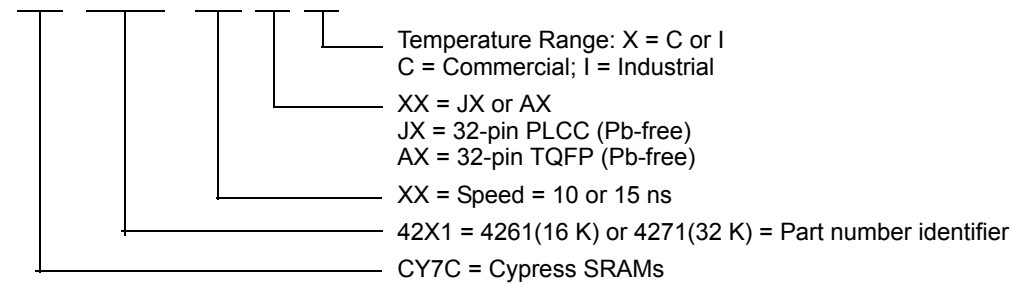 Temperature Range: X = C or I
C = Commercial; I = Industrial
XX = JX or AX
JX = 32-pin PLCC (Pb-free)
AX = 32-pin TQFP (Pb-free)
XX = Speed = 10 or 15 ns
42X1 = 4261(16 K) or 4271(32 K) = Part number identifier
CY7C = Cypress SRAMs